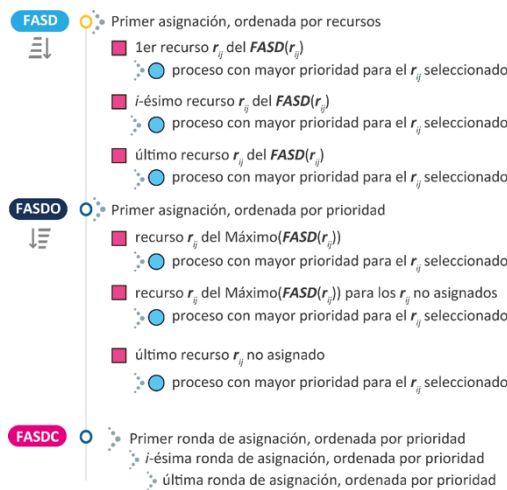 FASD
Primer asignación, ordenada por recursos
1er recurso r_ij del FASD(r_ij)
proceso con mayor prioridad para el r_ij seleccionado
i-ésimo recurso r_ij del FASD(r_ij)
proceso con mayor prioridad para el r_ij seleccionado
último recurso r_ij del FASD(r_ij)
proceso con mayor prioridad para el r_ij seleccionado
FASDO
Primer asignación, ordenada por prioridad
recurso r_ij del Máximo(FASD(r_ij))
proceso con mayor prioridad para el r_ij seleccionado
recurso r_ij del Máximo(FASD(r_ij)) para los r_ij no asignados
proceso con mayor prioridad para el r_ij seleccionado
último recurso r_ij no asignado
proceso con mayor prioridad para el r_ij seleccionado
FASDC
Primer ronda de asignación, ordenada por prioridad
i-ésima ronda de asignación, ordenada por prioridad
última ronda de asignación, ordenada por prioridad